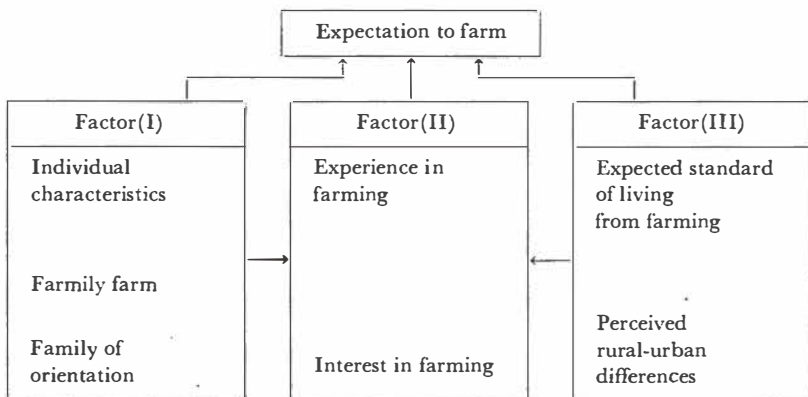 Expectation to farm
Factor(I)
Individual
characteristics
Farmily farm
Family of
orientation
Factor(II)
Experience in
farming
Interest in farming
Factor(III)
Expected standard
of living
from farming
Perceived
rural-urban
differences